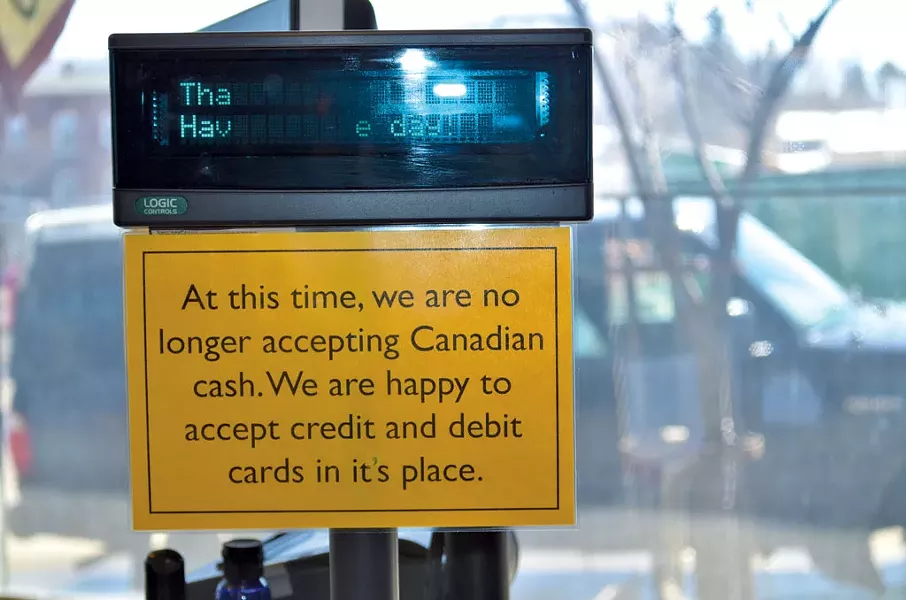 Tha
Hav e day
LOGIC
CONTROLS
At this time, we are no
longer accepting Canadian
cash. We are happy to
accept credit and debit
cards in it's place.